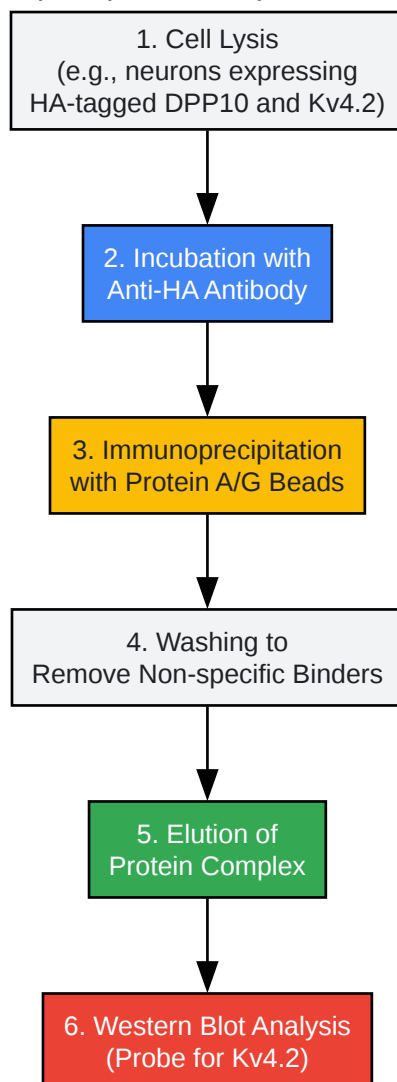 1. Cell Lysis
(e.g., neurons expressing
HA-tagged DPP10 and Kv4.2)
2. Incubation with
Anti-HA Antibody
3. Immunoprecipitation
with Protein A/G Beads
4. Washing to
Remove Non-specific Binders
5. Elution of
Protein Complex
6. Western Blot Analysis
(Probe for Kv4.2)